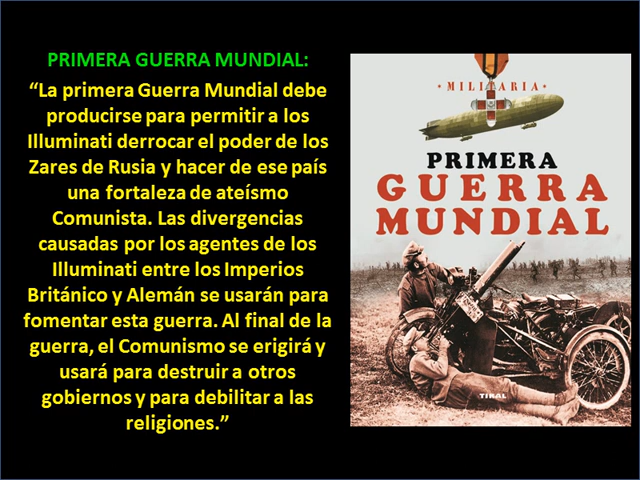 PRIMERA GUERRA MUNDIAL:
“La primera Guerra Mundial debe
producirse para permitir a los
Illuminati derrocar el poder de los
Zares de Rusia y hacer de ese país
una fortaleza de ateísmo
Comunista. Las divergencias
causadas por los agentes de los
Illuminati entre los Imperios
Británico y Alemán se usarán para
fomentar esta guerra. Al final de la
guerra, el Comunismo se erigirá y
usará para destruir a otros
gobiernos y para debilitar a las
religiones.”
· MILITARIA ·
PRIMERA
GUERRA
MUNDIAL
TIKAL